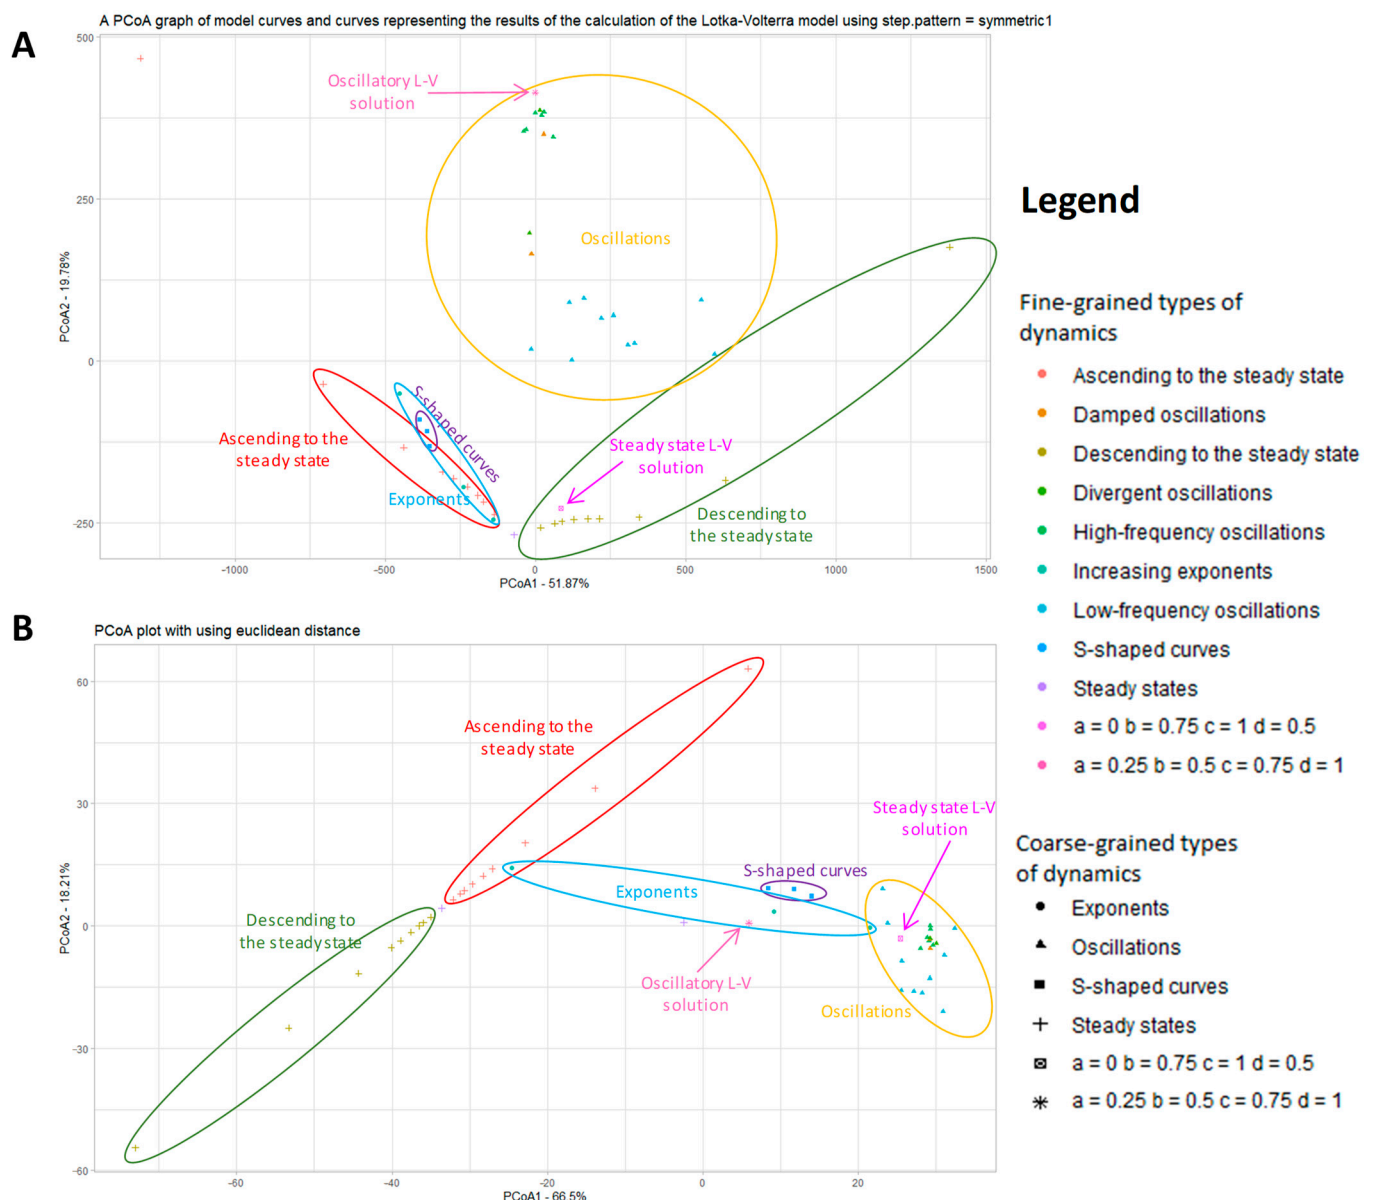 A PCoA graph of model curves and curves representing the results of the calculation of the Lotka-Volterra model using step.pattern = symmetric1
A
500
250
0
-250
PCoA2 - 19.78%
Oscillatory L-V
solution
Oscillations
S-shaped curves
Ascending to the
steady state
Exponents
Steady state L-V
solution
Descending to
the steady state
-1000
-500
0
500
1000
1500
PCoA1 - 51.87%
B
PCoA plot with using euclidean distance
60
30
0
-30
-60
PCoA2 - 18.21%
Ascending to the
steady state
Steady state L-V
solution
S-shaped curves
Exponents
Descending to
the steady state
Oscillatory L-V
solution
Oscillations
-60
-40
-20
0
20
PCoA1 - 66.5%
Legend
Fine-grained types of
dynamics
Ascending to the steady state
Damped oscillations
Descending to the steady state
Divergent oscillations
High-frequency oscillations
Increasing exponents
Low-frequency oscillations
S-shaped curves
Steady states
a = 0 b = 0.75 c = 1 d = 0.5
a = 0.25 b = 0.5 c = 0.75 d = 1
Coarse-grained types
of dynamics
Exponents
Oscillations
S-shaped curves
Steady states
a = 0 b = 0.75 c = 1 d = 0.5
a = 0.25 b = 0.5 c = 0.75 d = 1